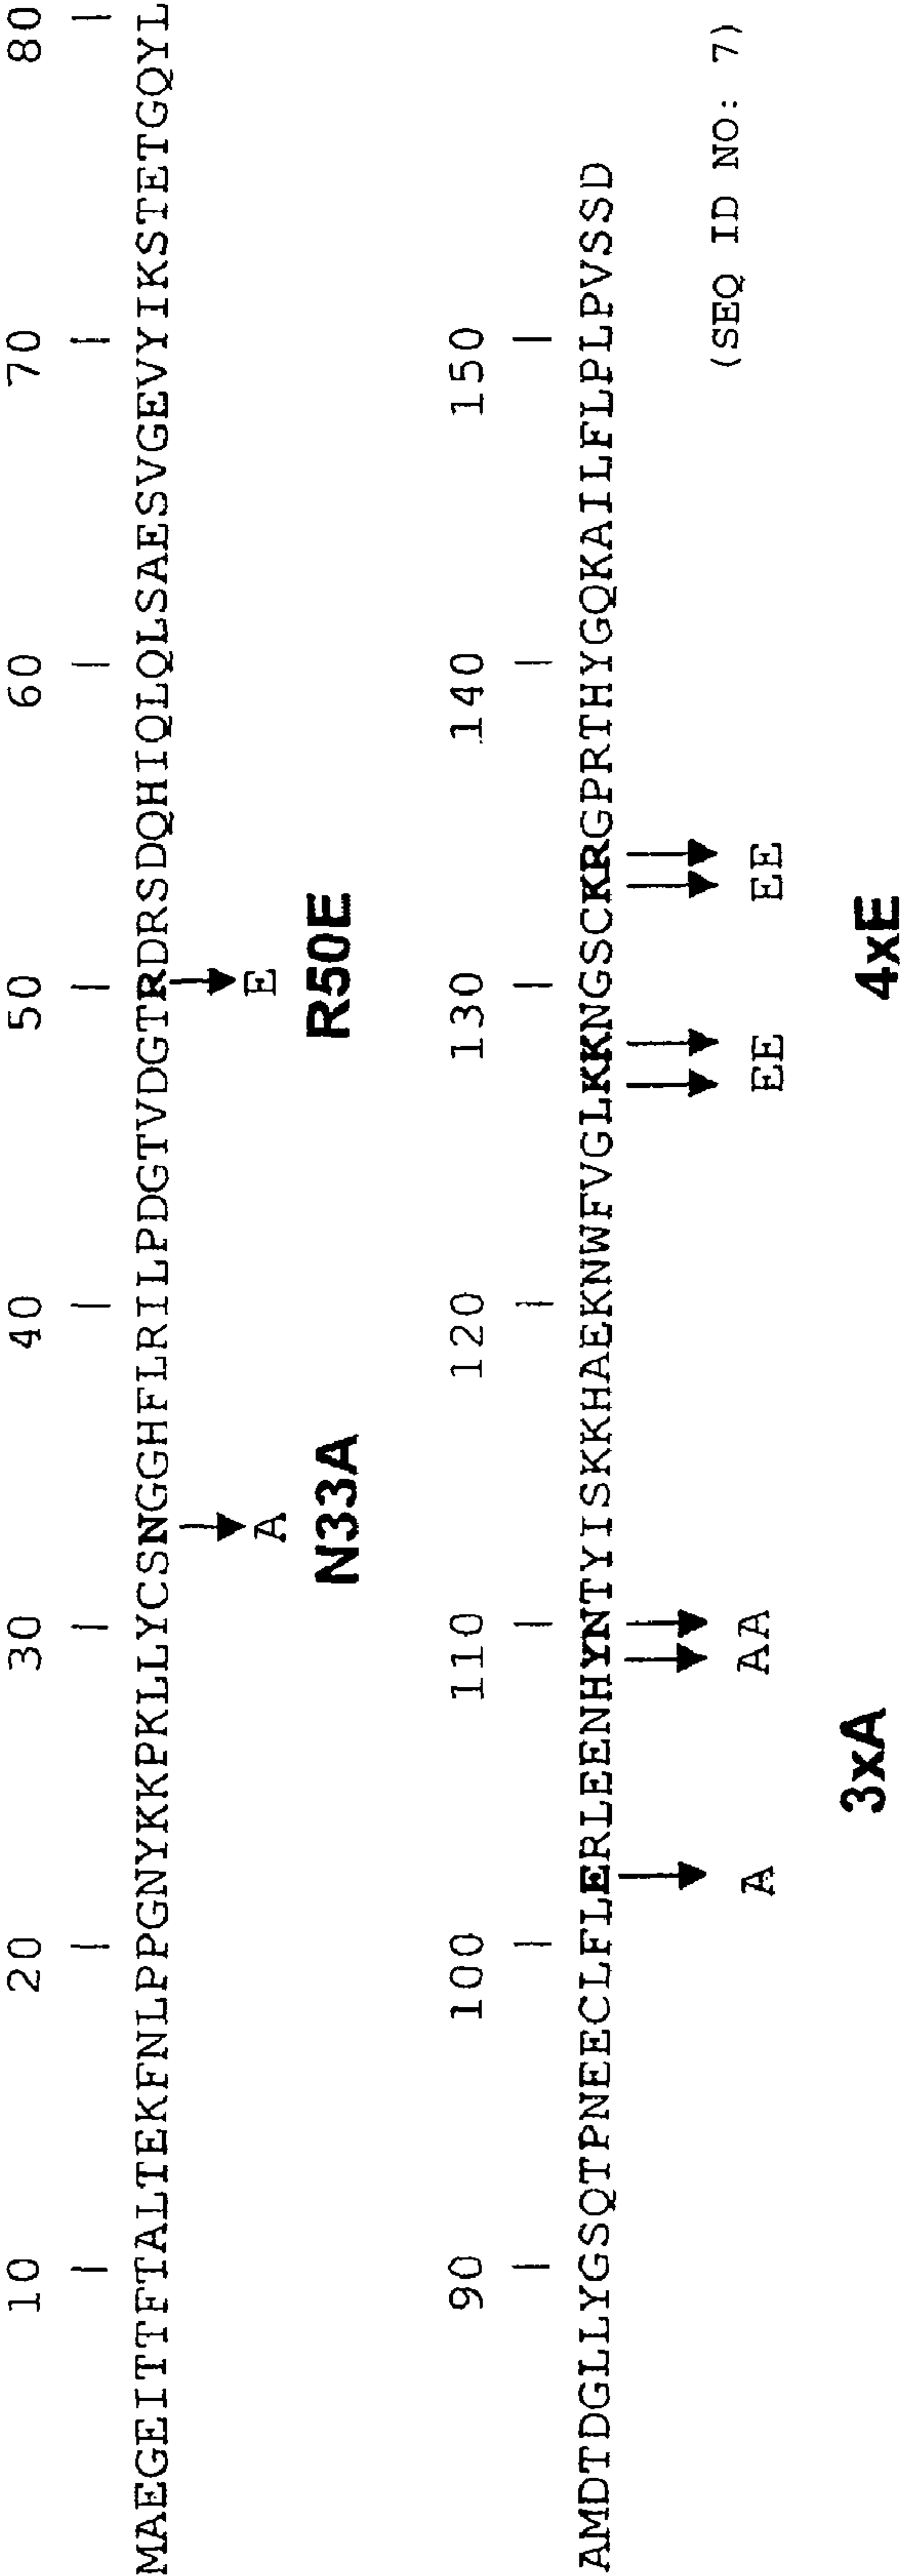 10 20 30 40 50 60 70 80
MAEGEITTFTALTEKFNLPPGNYKKPKLLYCSNGGHFLRILPDGTVDGTRDRSDQHIQLQLSAESVGEVYIKSTETGQYL
A E
N33A R50E
90 100 110 120 130 140 150
AMDTDGLLYGSQTPNEECLFLERLEENHYNTYISKKHAEKNWFVGLKKNGSCKRGPRTHYGQKAILFLPLPVSSD
(SEQ ID NO: 7)
A AA EE EE
3xA 4xE